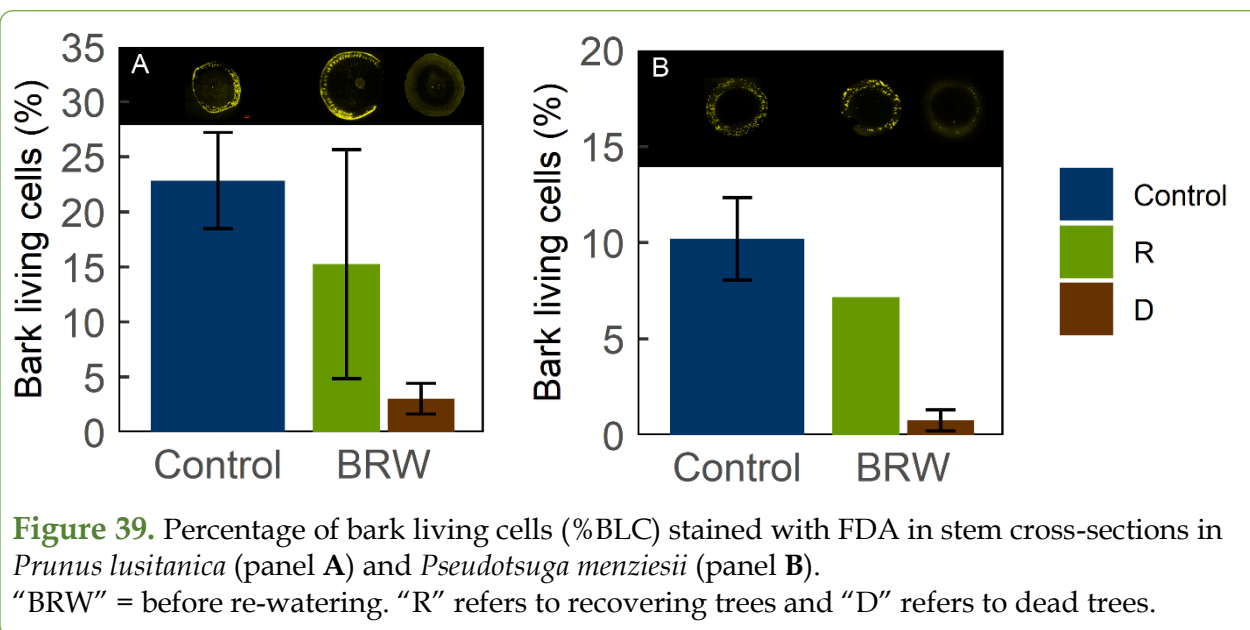 A
B
Bark living cells (%)
35
30
25
20
15
10
5
0
Control
BRW
Bark living cells (%)
20
15
10
5
0
Control
BRW
Control
R
D
Figure 39. Percentage of bark living cells (%BLC) stained with FDA in stem cross-sections in
Prunus lusitanica (panel A) and Pseudotsuga menziesii (panel B).
“BRW” = before re-watering. “R” refers to recovering trees and “D” refers to dead trees.